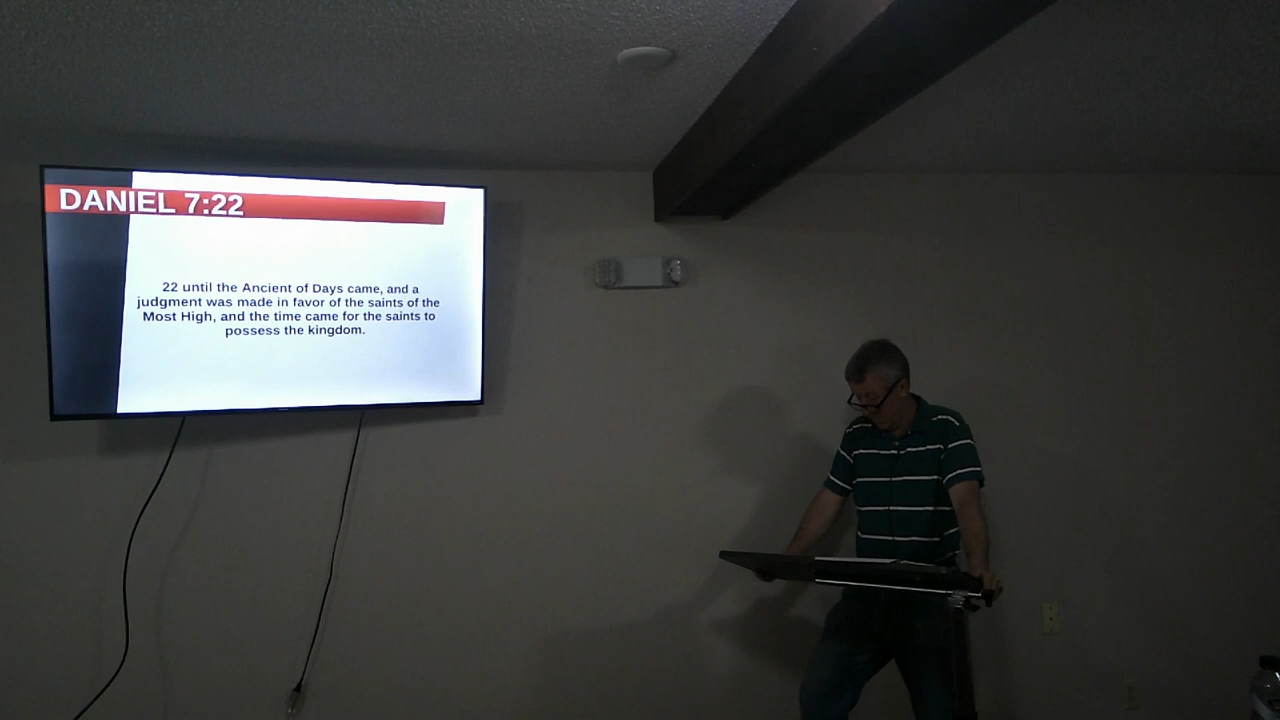 DANIEL 7:22
22 until the Ancient of Days came, and a
judgment was made in favor of the saints of the
Most High, and the time came for the saints to
possess the kingdom.